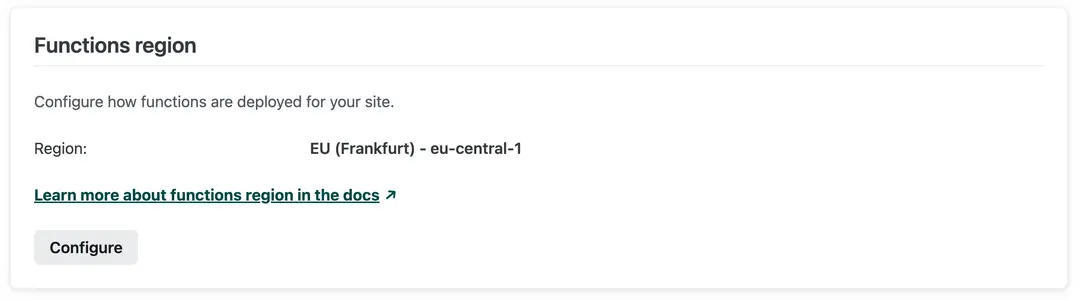 Functions region
Configure how functions are deployed for your site.
Region: EU (Frankfurt) - eu-central-1
Learn more about functions region in the docs ↗
Configure